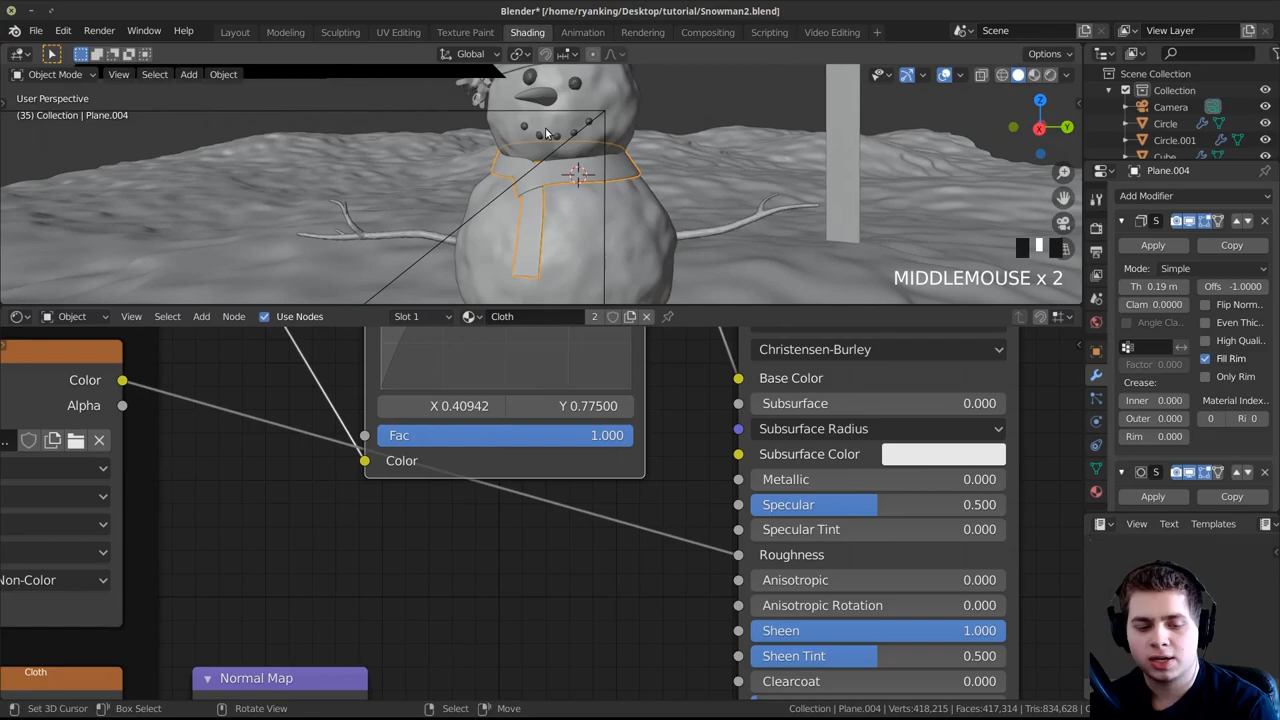 Blender* [/home/ryanking/Desktop/tutorial/Snowman2.blend]
File Edit Render Window Help Layout Modeling Sculpting UV Editing Texture Paint Shading Animation Rendering Compositing Scripting Video Editing Scene View Layer
Global Options
Object Mode View Select Add Object
User Perspective
(35) Collection | Plane.004
Z
Y
X
MIDDLEMOUSE x 2
Scene Collection
Collection
Camera
Circle
Circle.001
Cube
Plane.004
Add Modifier
S
Apply Copy
Mode: Simple
Th 0.19 m Offs -1.0000
Clam 0.0000 Flip Norm..
Angle Cla.. Even Thic..
High Quali..
Factor 0.000 Fill Rim
Only Rim
Crease:
Inner 0.000 Material Index..
Outer 0.000 0 Ri 0
Rim 0.000
S
Apply Copy
View Text Templates
Object View Select Add Node Use Nodes Slot 1 Cloth 2
Color
Alpha
..
Non-Color
Cloth
X 0.40942 Y 0.77500
Fac 1.000
Color
Normal Map
Christensen-Burley
Base Color
Subsurface 0.000
Subsurface Radius
Subsurface Color
Metallic 0.000
Specular 0.500
Specular Tint 0.000
Roughness
Anisotropic 0.000
Anisotropic Rotation 0.000
Sheen 1.000
Sheen Tint 0.500
Clearcoat 0.000
Set 3D Cursor Box Select Rotate View Select Move Collection | Plane.004 | Verts:418,215 | Faces:417,314 | Tris:834,628 |